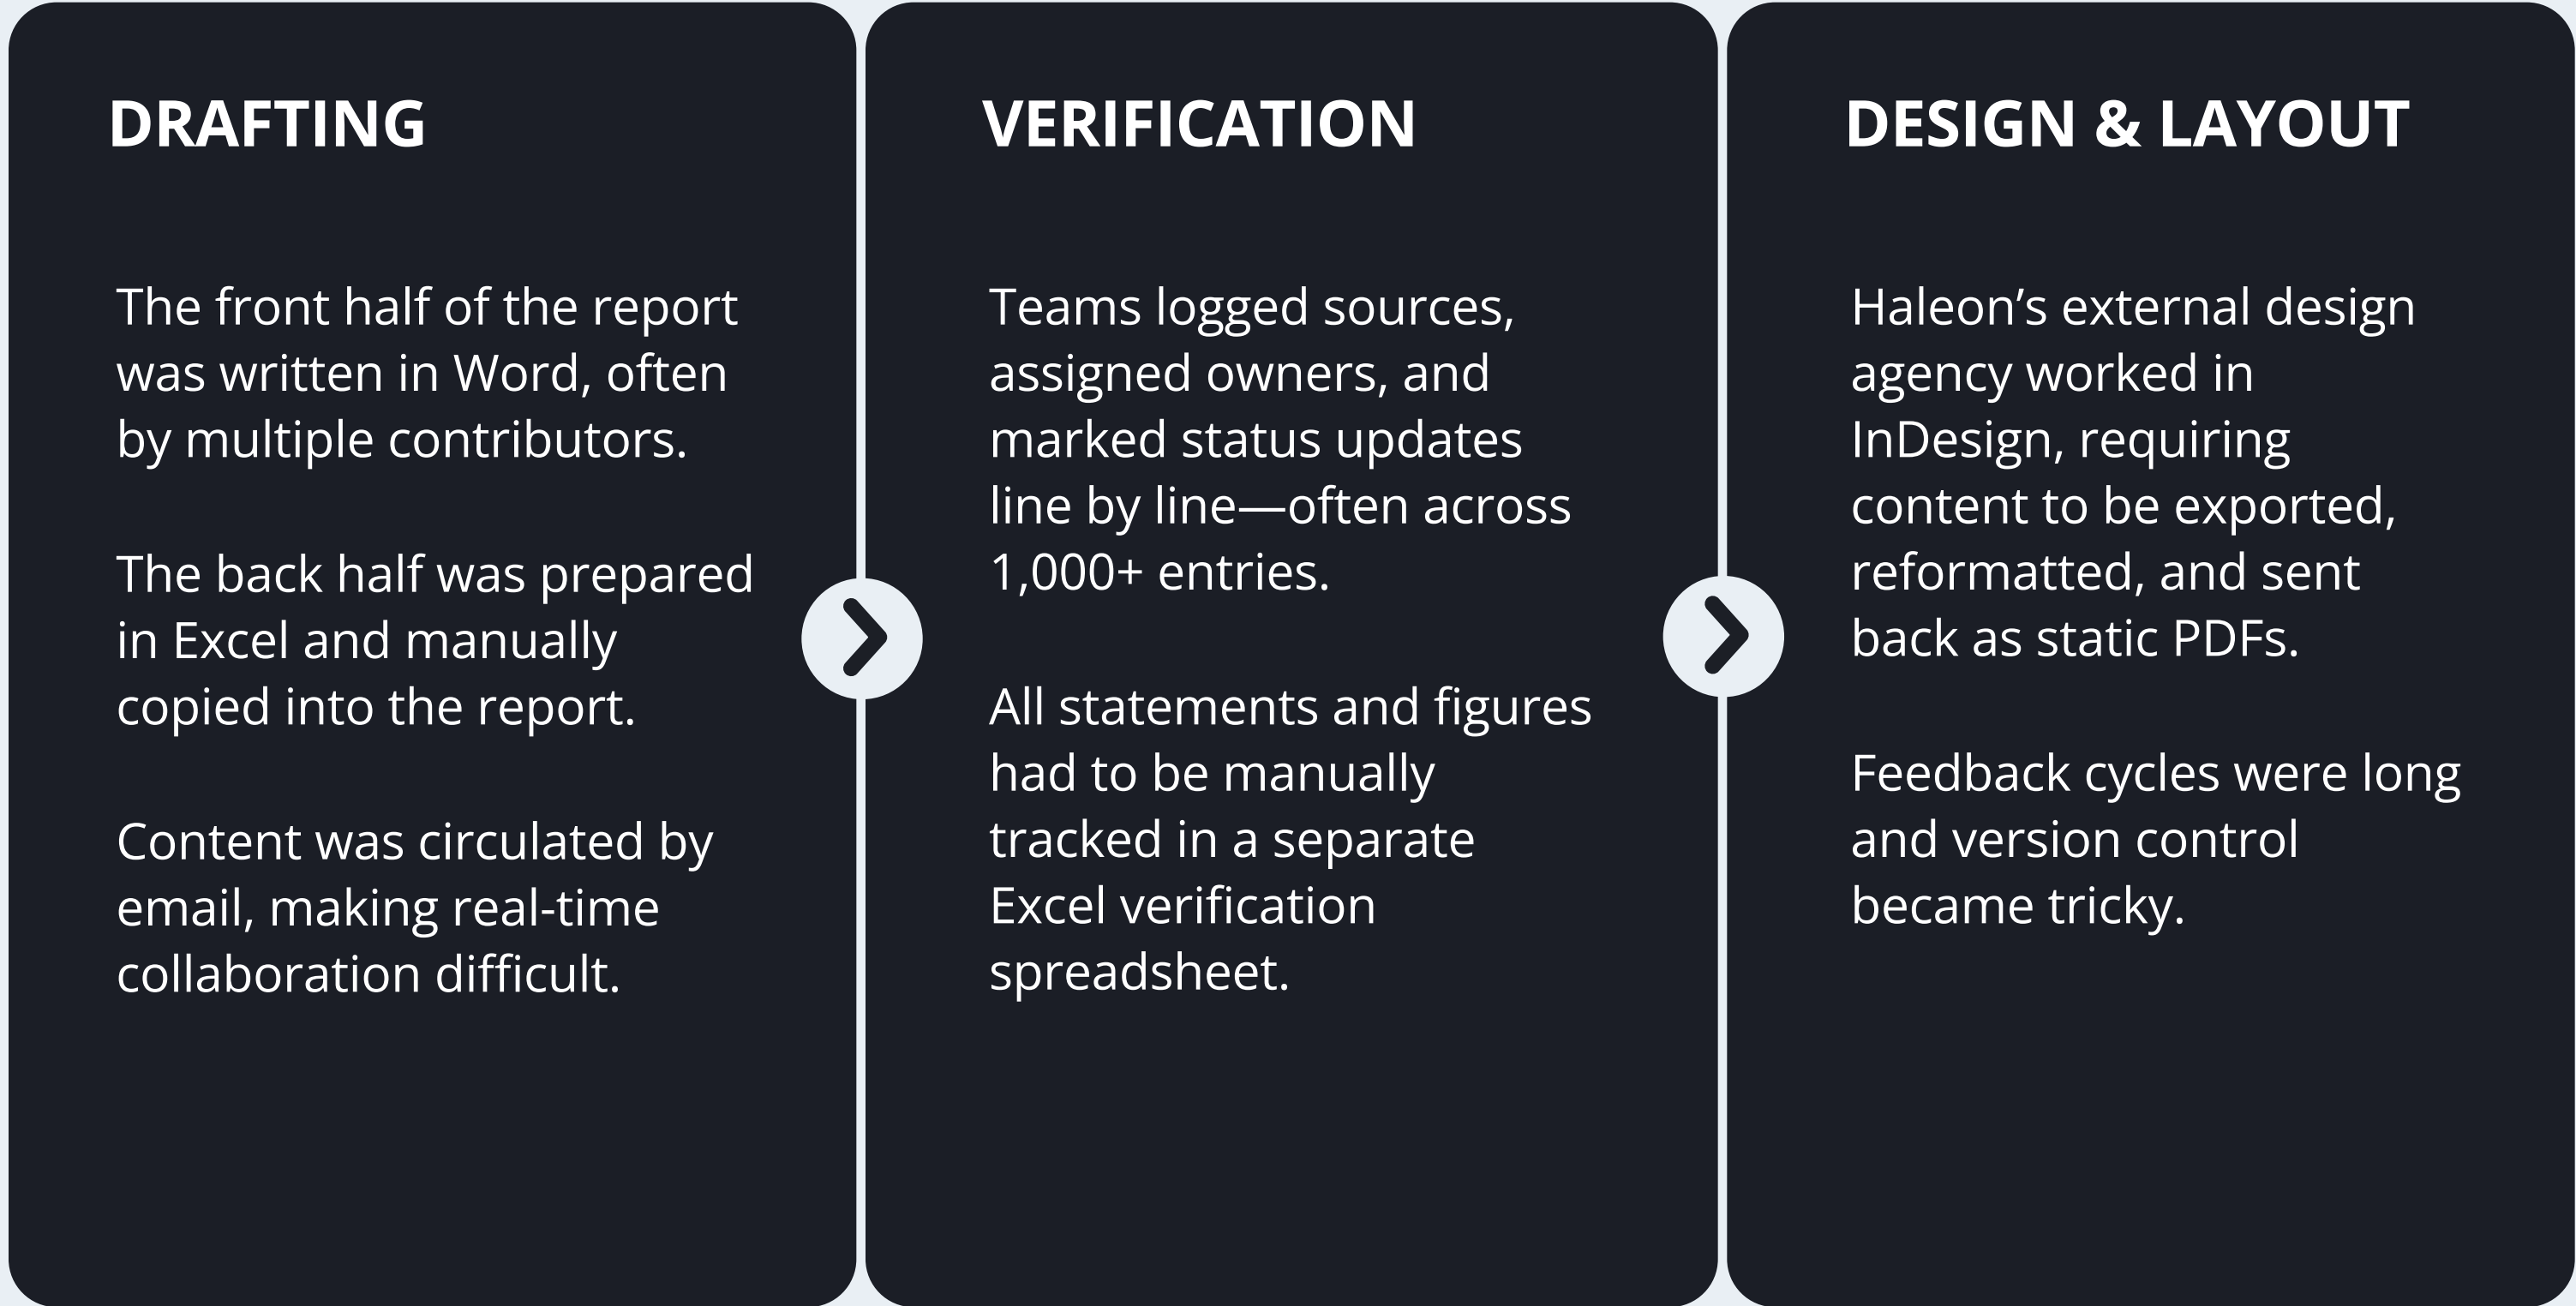 DRAFTING
The front half of the report
was written in Word, often
by multiple contributors.
The back half was prepared
in Excel and manually
copied into the report.
Content was circulated by
email, making real-time
collaboration difficult.
VERIFICATION
Teams logged sources,
assigned owners, and
marked status updates
line by line—often across
1,000+ entries.
All statements and figures
had to be manually
tracked in a separate
Excel verification
spreadsheet.
DESIGN & LAYOUT
Haleon’s external design
agency worked in
InDesign, requiring
content to be exported,
reformatted, and sent
back as static PDFs.
Feedback cycles were long
and version control
became tricky.